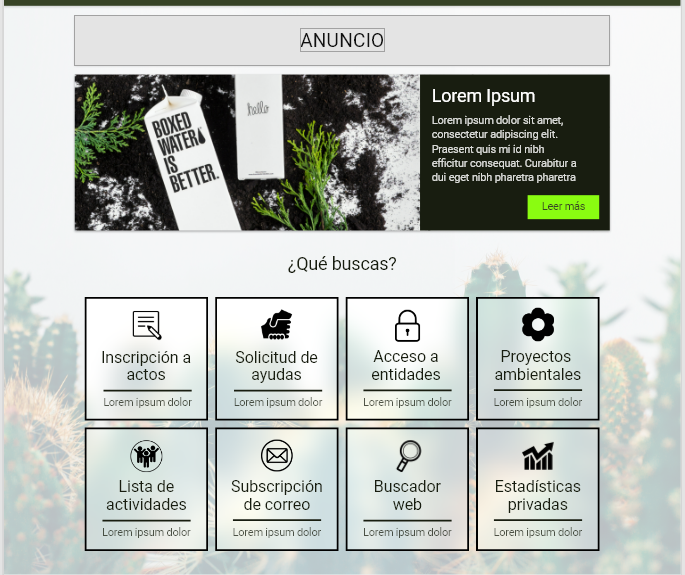 ANUNCIO
BOXED
WATER
IS
BETTER.
hello
Lorem Ipsum
Lorem ipsum dolor sit amet,
consectetur adipiscing elit.
Praesent quis mi id nibh
efficitur consequat. Curabitur a
dui eget nibh pharetra pharetra
Leer más
¿Qué buscas?
Inscripción a
actos
Lorem ipsum dolor
Solicitud de
ayudas
Lorem ipsum dolor
Acceso a
entidades
Lorem ipsum dolor
Proyectos
ambientales
Lorem ipsum dolor
Lista de
actividades
Lorem ipsum dolor
Subscripción
de correo
Lorem ipsum dolor
Buscador
web
Lorem ipsum dolor
Estadísticas
privadas
Lorem ipsum dolor